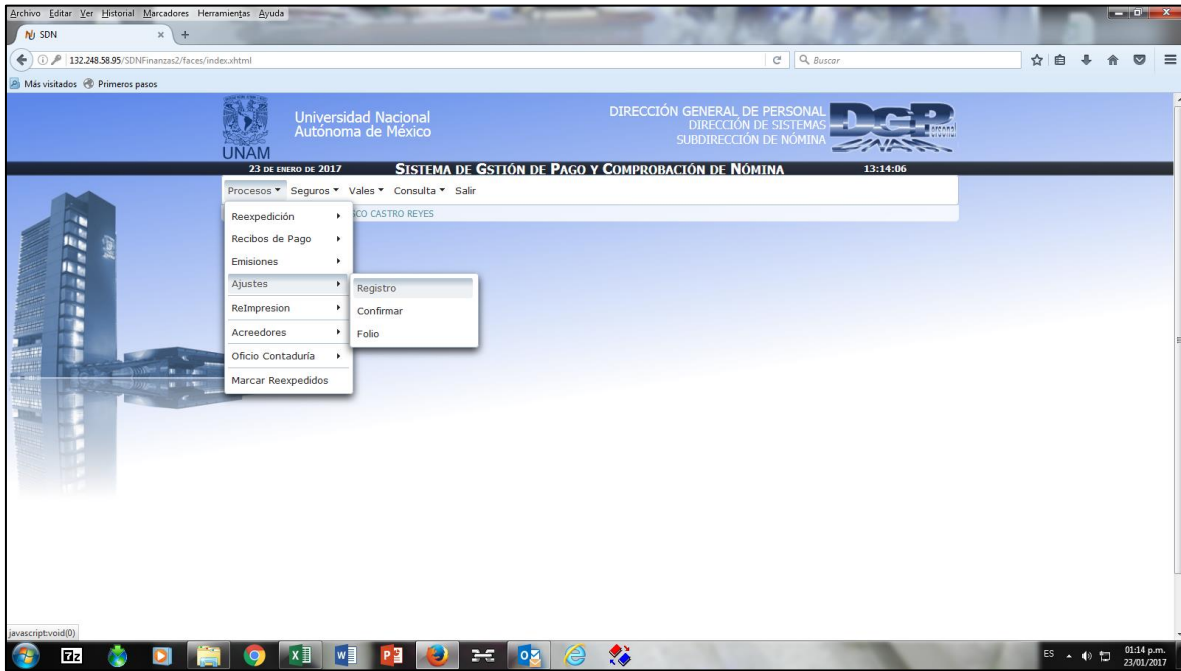 Archivo Editar Ver Historial Marcadores Herramientas Ayuda
SDN
132.248.58.95/SDNFinanzas2/faces/index.xhtml
Buscar
Más visitados Primeros pasos
Universidad Nacional
Autónoma de México
UNAM
DIRECCIÓN GENERAL DE PERSONAL
DIRECCIÓN DE SISTEMAS
SUBDIRECCIÓN DE NÓMINA
DGP
Personal
23 DE ENERO DE 2017 SISTEMA DE GSTIÓN DE PAGO Y COMPROBACIÓN DE NÓMINA 13:14:06
Procesos Seguros Vales Consulta Salir
CASTRO REYES
Reexpedición
Recibos de Pago
Emisiones
Ajustes
ReImpresion
Acreedores
Oficio Contaduría
Marcar Reexpedidos
Registro
Confirmar
Folio
javascript:void(0)
ES
01:14 p.m.
23/01/2017